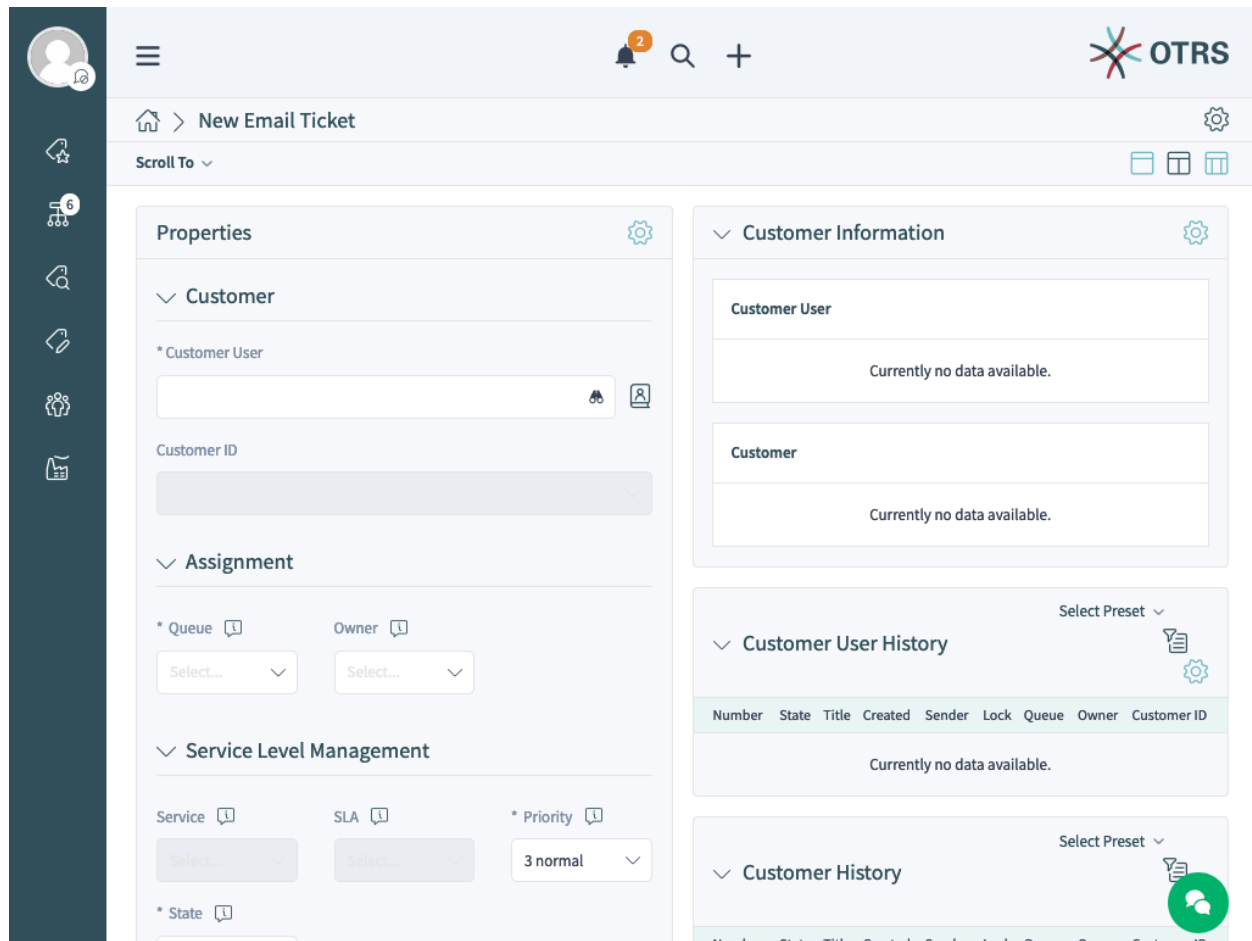 2
OTRS
New Email Ticket
Scroll To
6
Properties
Customer
* Customer User
Customer ID
Assignment
* Queue Owner
Select... Select...
Service Level Management
Service SLA * Priority
Select... Select... 3 normal
* State
Customer Information
Customer User
Currently no data available.
Customer
Currently no data available.
Select Preset
Customer User History
Number State Title Created Sender Lock Queue Owner Customer ID
Currently no data available.
Select Preset
Customer History